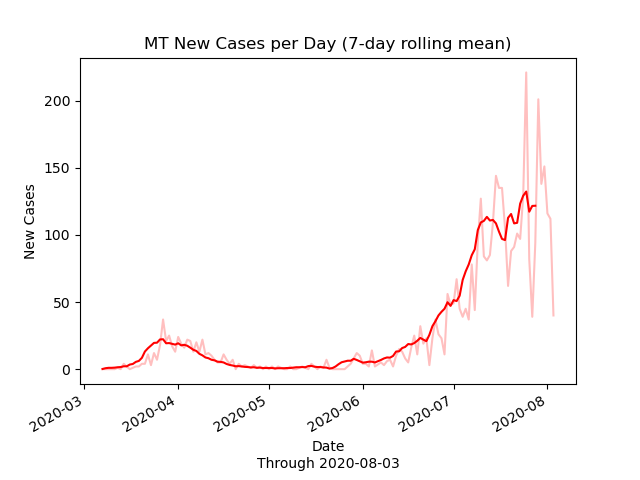 MT New Cases per Day (7-day rolling mean)
200
150
100
50
0
New Cases
2020-03
2020-04
2020-05
2020-06
2020-07
2020-08
Date
Through 2020-08-03